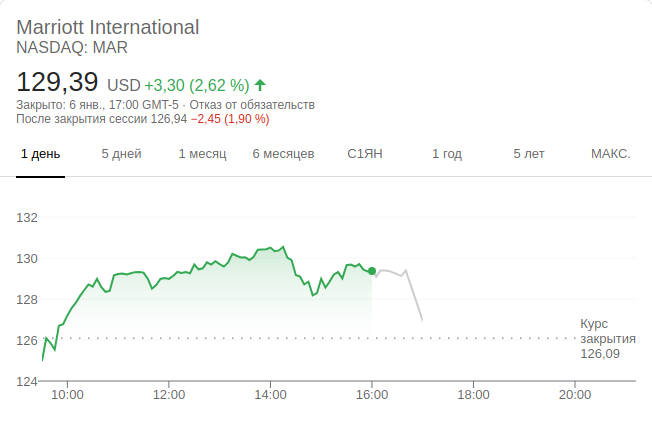 Marriott International
NASDAQ: MAR
129,39 USD +3,30 (2,62 %)
Закрыто: 6 янв., 17:00 GMT-5 · Отказ от обязательств
После закрытия сессии 126,94 −2,45 (1,90 %)
1 день 5 дней 1 месяц 6 месяцев С1ЯН 1 год 5 лет МАКС.
132
130
128
Курс
закрытия
126,09
126
124
10:00 12:00 14:00 16:00 18:00 20:00